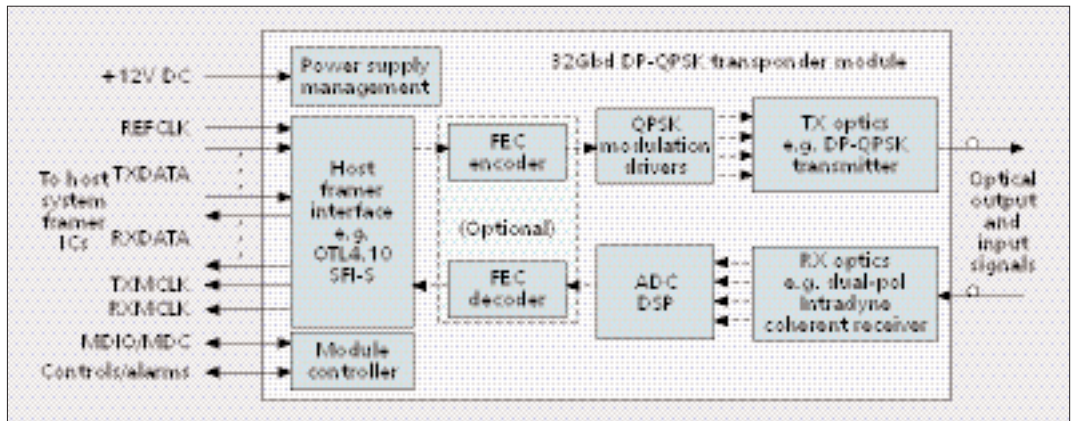 32Gbd DP-QPSK transponder module
+12V DC
Power supply
management
REFCLK
TXDATA
To host
system
framer
ICs
RXDATA
TXMCLK
RXMCLK
MDIO/MDC
Controls/alarms
Host
framer
interface
e.g.
OTL4.10
SFI-S
Module
controller
FEC
encoder
(Optional)
FEC
decoder
QPSK
modulation
drivers
ADC
DSP
TX optics
e.g. DP-QPSK
transmitter
RX optics
e.g. dual-pol
Intradyne
coherent receiver
Optical
output
and
input
signals